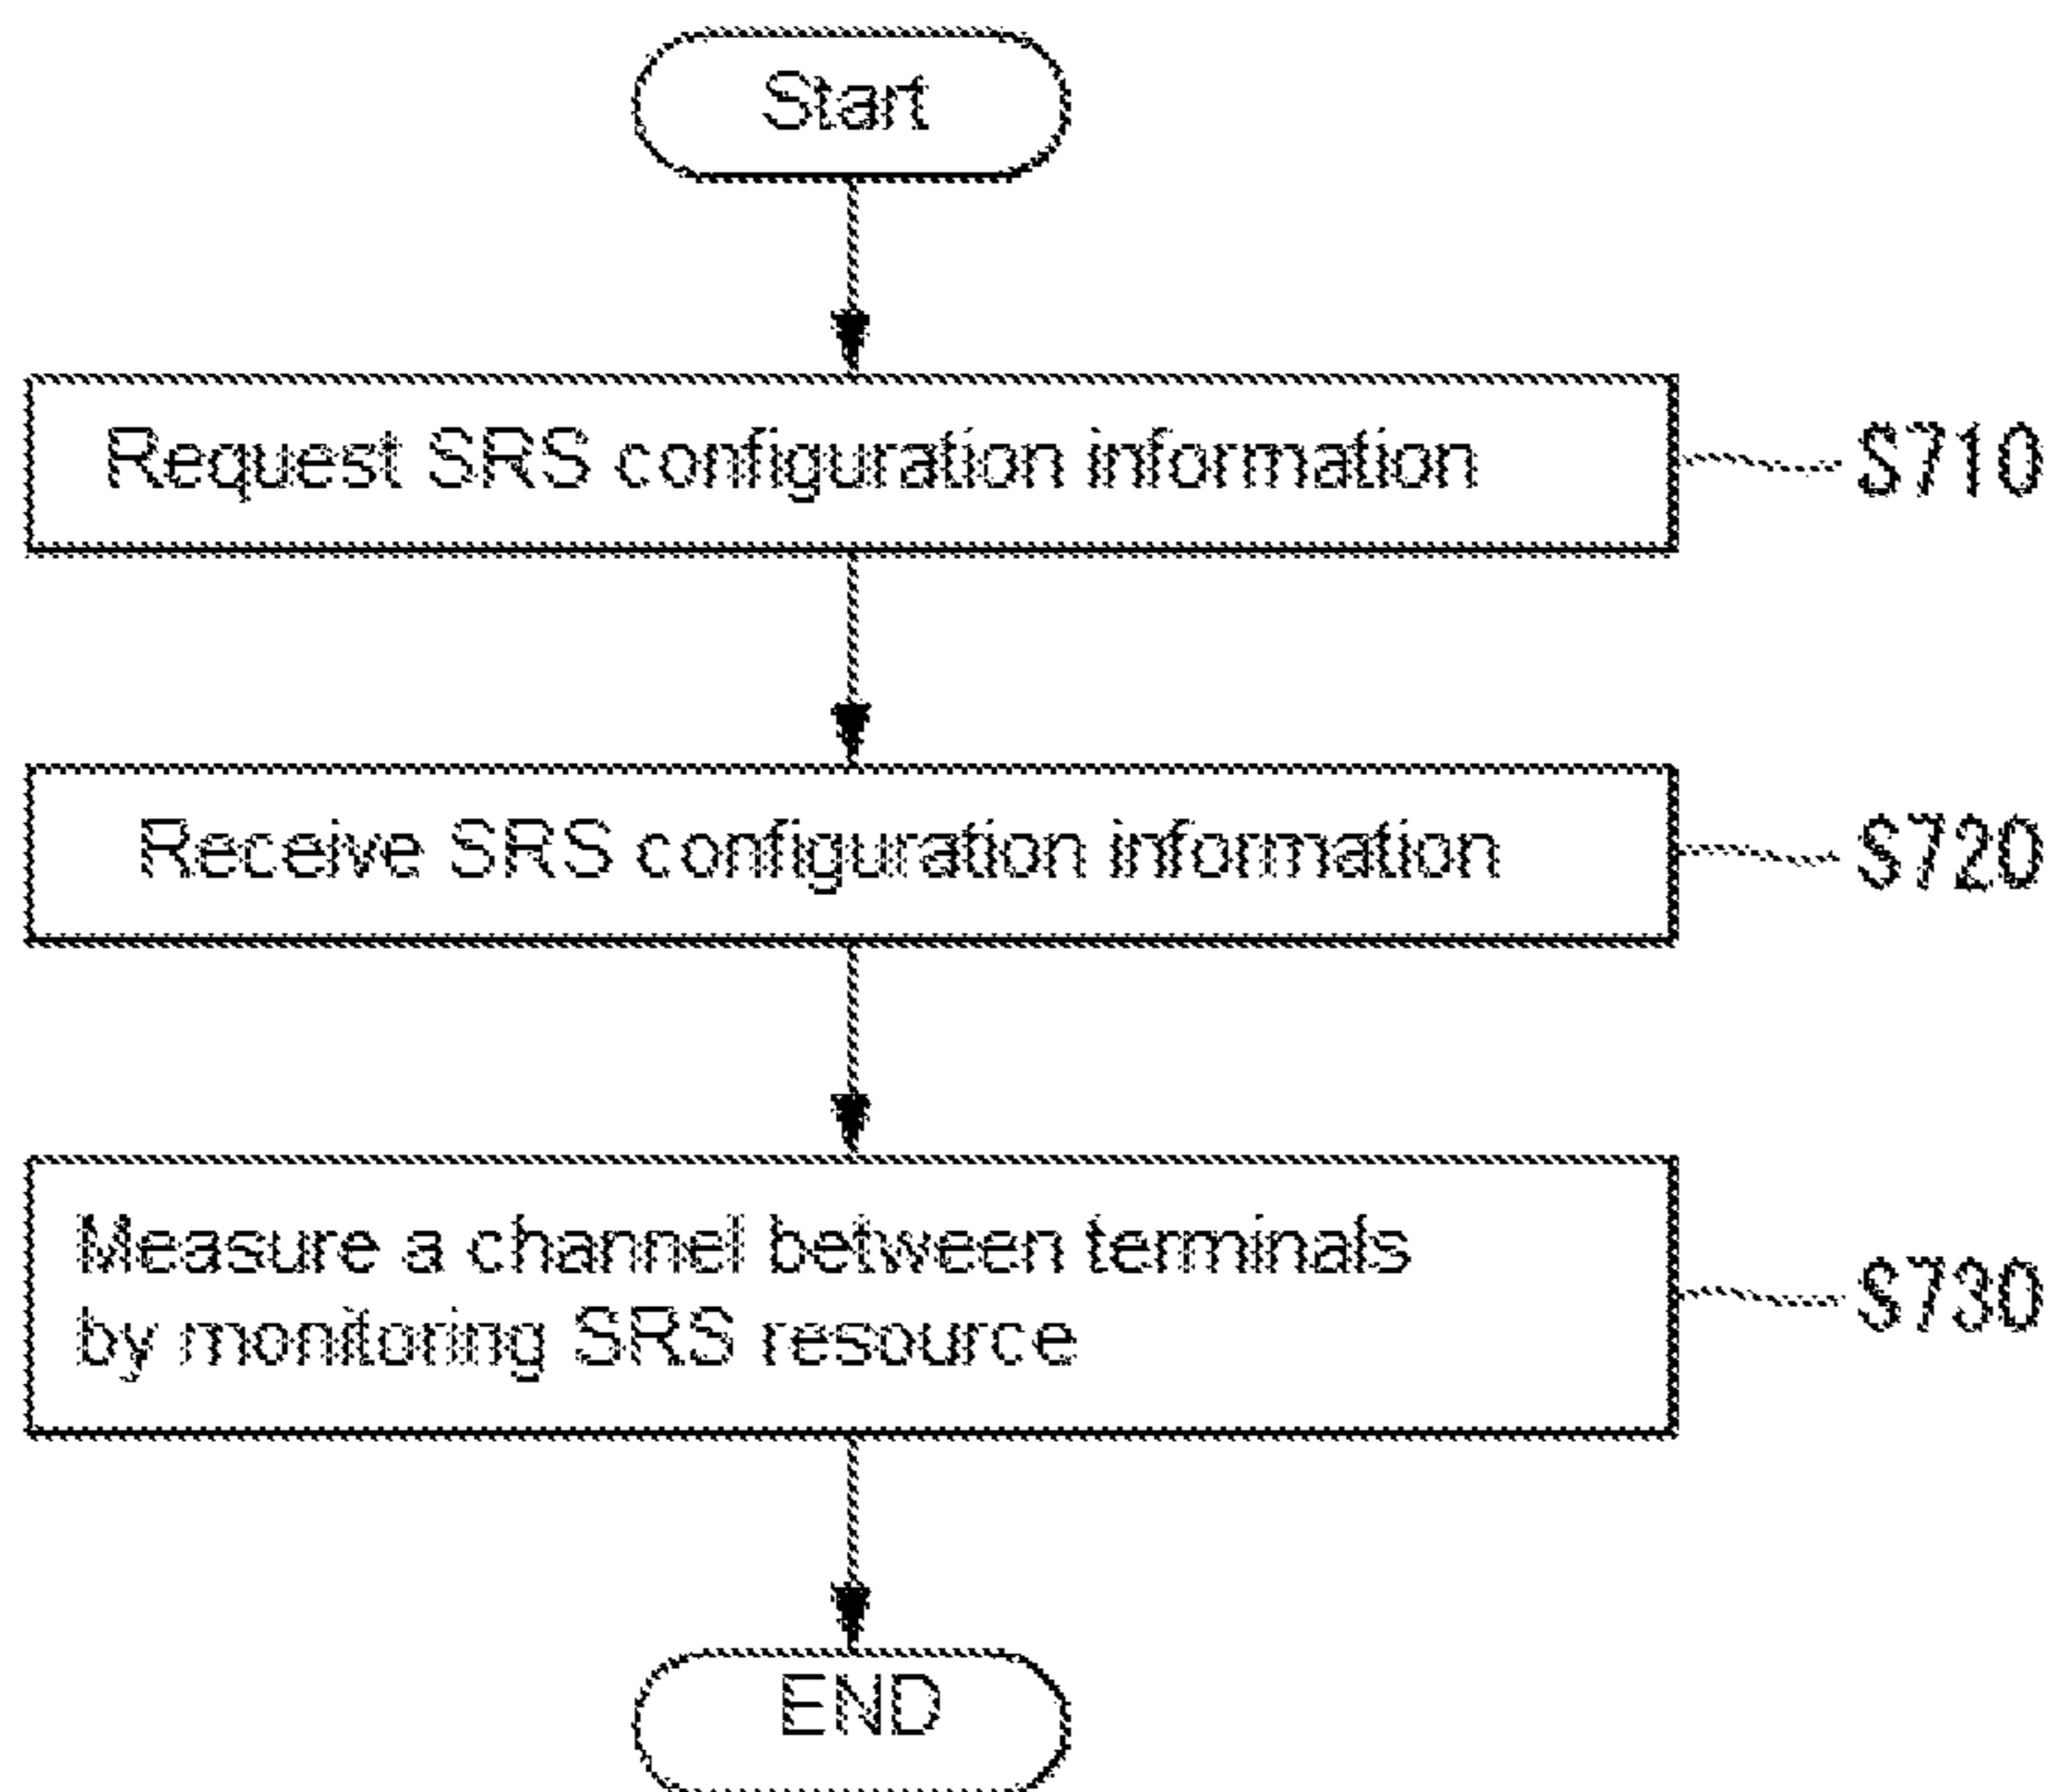 Start
Request SRS configuration information
S710
Receive SRS configuration information
S720
Measure a channel between terminals
by monitoring SRS resource
S730
END